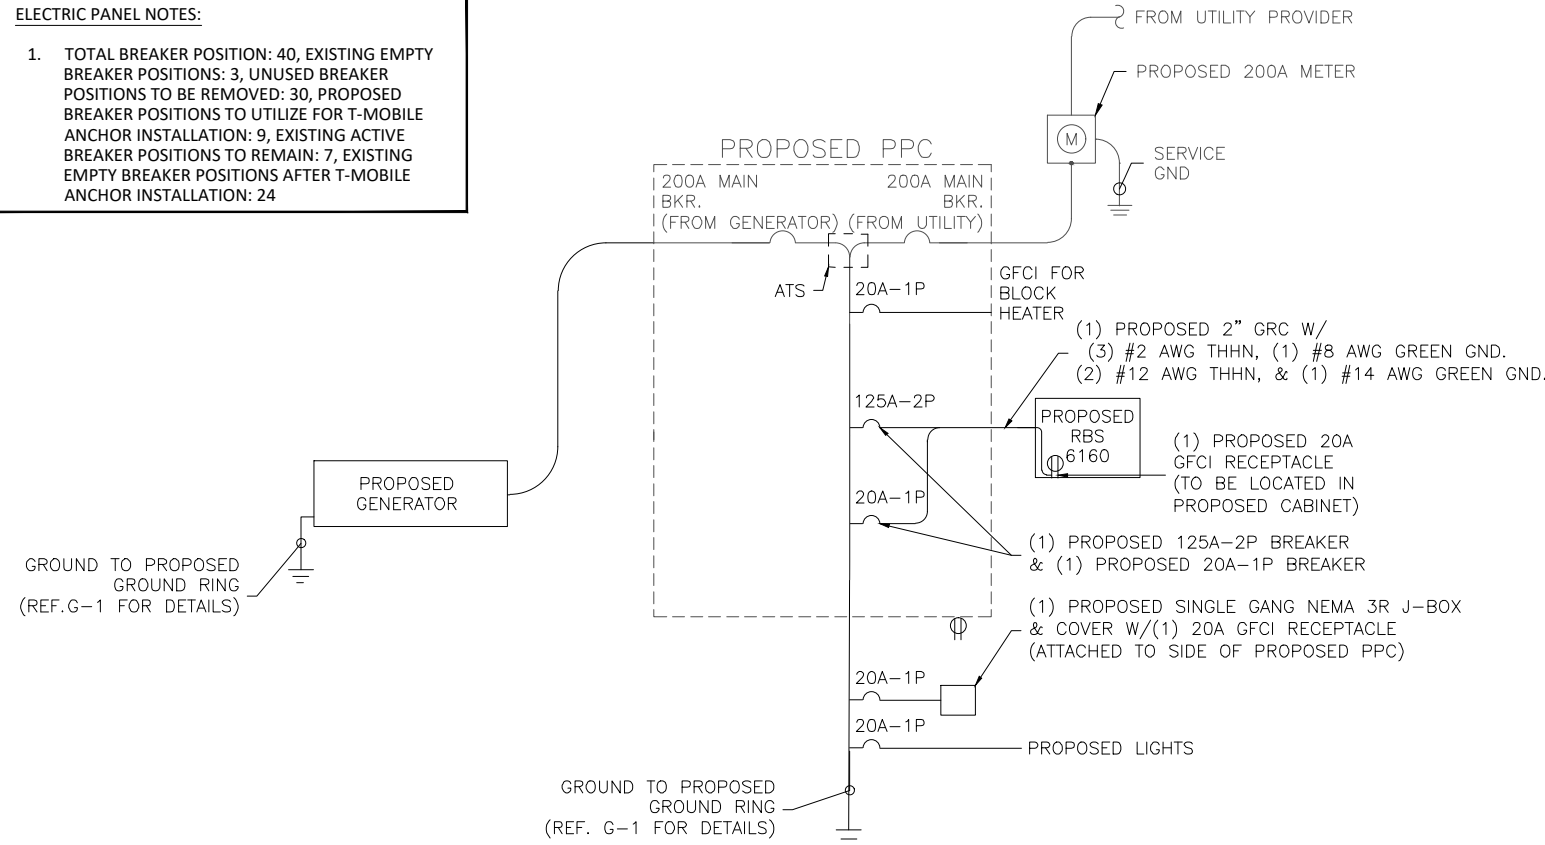 ELECTRIC PANEL NOTES:
1. TOTAL BREAKER POSITION: 40, EXISTING EMPTY
BREAKER POSITIONS: 3, UNUSED BREAKER
POSITIONS TO BE REMOVED: 30, PROPOSED
BREAKER POSITIONS TO UTILIZE FOR T-MOBILE
ANCHOR INSTALLATION: 9, EXISTING ACTIVE
BREAKER POSITIONS TO REMAIN: 7, EXISTING
EMPTY BREAKER POSITIONS AFTER T-MOBILE
ANCHOR INSTALLATION: 24
FROM UTILITY PROVIDER
PROPOSED 200A METER
M
SERVICE
GND
PROPOSED PPC
200A MAIN
BKR.
(FROM GENERATOR)
200A MAIN
BKR.
(FROM UTILITY)
ATS
20A-1P
GFCI FOR
BLOCK
HEATER
(1) PROPOSED 2" GRC W/
(3) #2 AWG THHN, (1) #8 AWG GREEN GND.
(2) #12 AWG THHN, & (1) #14 AWG GREEN GND.
125A-2P
PROPOSED
RBS
6160
(1) PROPOSED 20A
GFCI RECEPTACLE
(TO BE LOCATED IN
PROPOSED CABINET)
20A-1P
PROPOSED
GENERATOR
(1) PROPOSED 125A-2P BREAKER
& (1) PROPOSED 20A-1P BREAKER
GROUND TO PROPOSED
GROUND RING
(REF.G-1 FOR DETAILS)
(1) PROPOSED SINGLE GANG NEMA 3R J-BOX
& COVER W/(1) 20A GFCI RECEPTACLE
(ATTACHED TO SIDE OF PROPOSED PPC)
20A-1P
20A-1P
PROPOSED LIGHTS
GROUND TO PROPOSED
GROUND RING
(REF. G-1 FOR DETAILS)